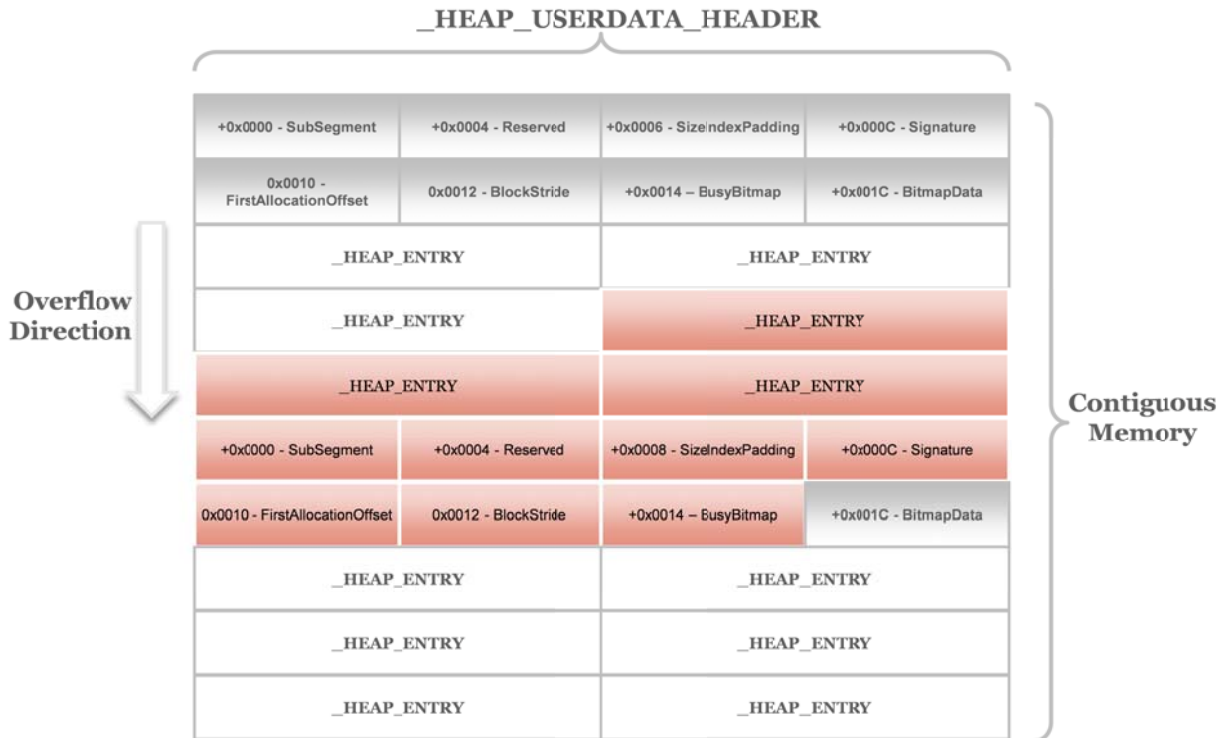 _HEAP_USERDATA_HEADER
+0x0000 - SubSegment
+0x0004 - Reserved
+0x0006 - SizeIndexPadding
+0x000C - Signature
0x0010 -
FirstAllocationOffset
0x0012 - BlockStride
+0x0014 – BusyBitmap
+0x001C - BitmapData
_HEAP_ENTRY
_HEAP_ENTRY
Overflow
Direction
_HEAP_ENTRY
_HEAP_ENTRY
_HEAP_ENTRY
_HEAP_ENTRY
Contiguous
Memory
+0x0000 - SubSegment
+0x0004 - Reserved
+0x0008 - SizeIndexPadding
+0x000C - Signature
0x0010 - FirstAllocationOffset
0x0012 - BlockStride
+0x0014 – BusyBitmap
+0x001C - BitmapData
_HEAP_ENTRY
_HEAP_ENTRY
_HEAP_ENTRY
_HEAP_ENTRY
_HEAP_ENTRY
_HEAP_ENTRY